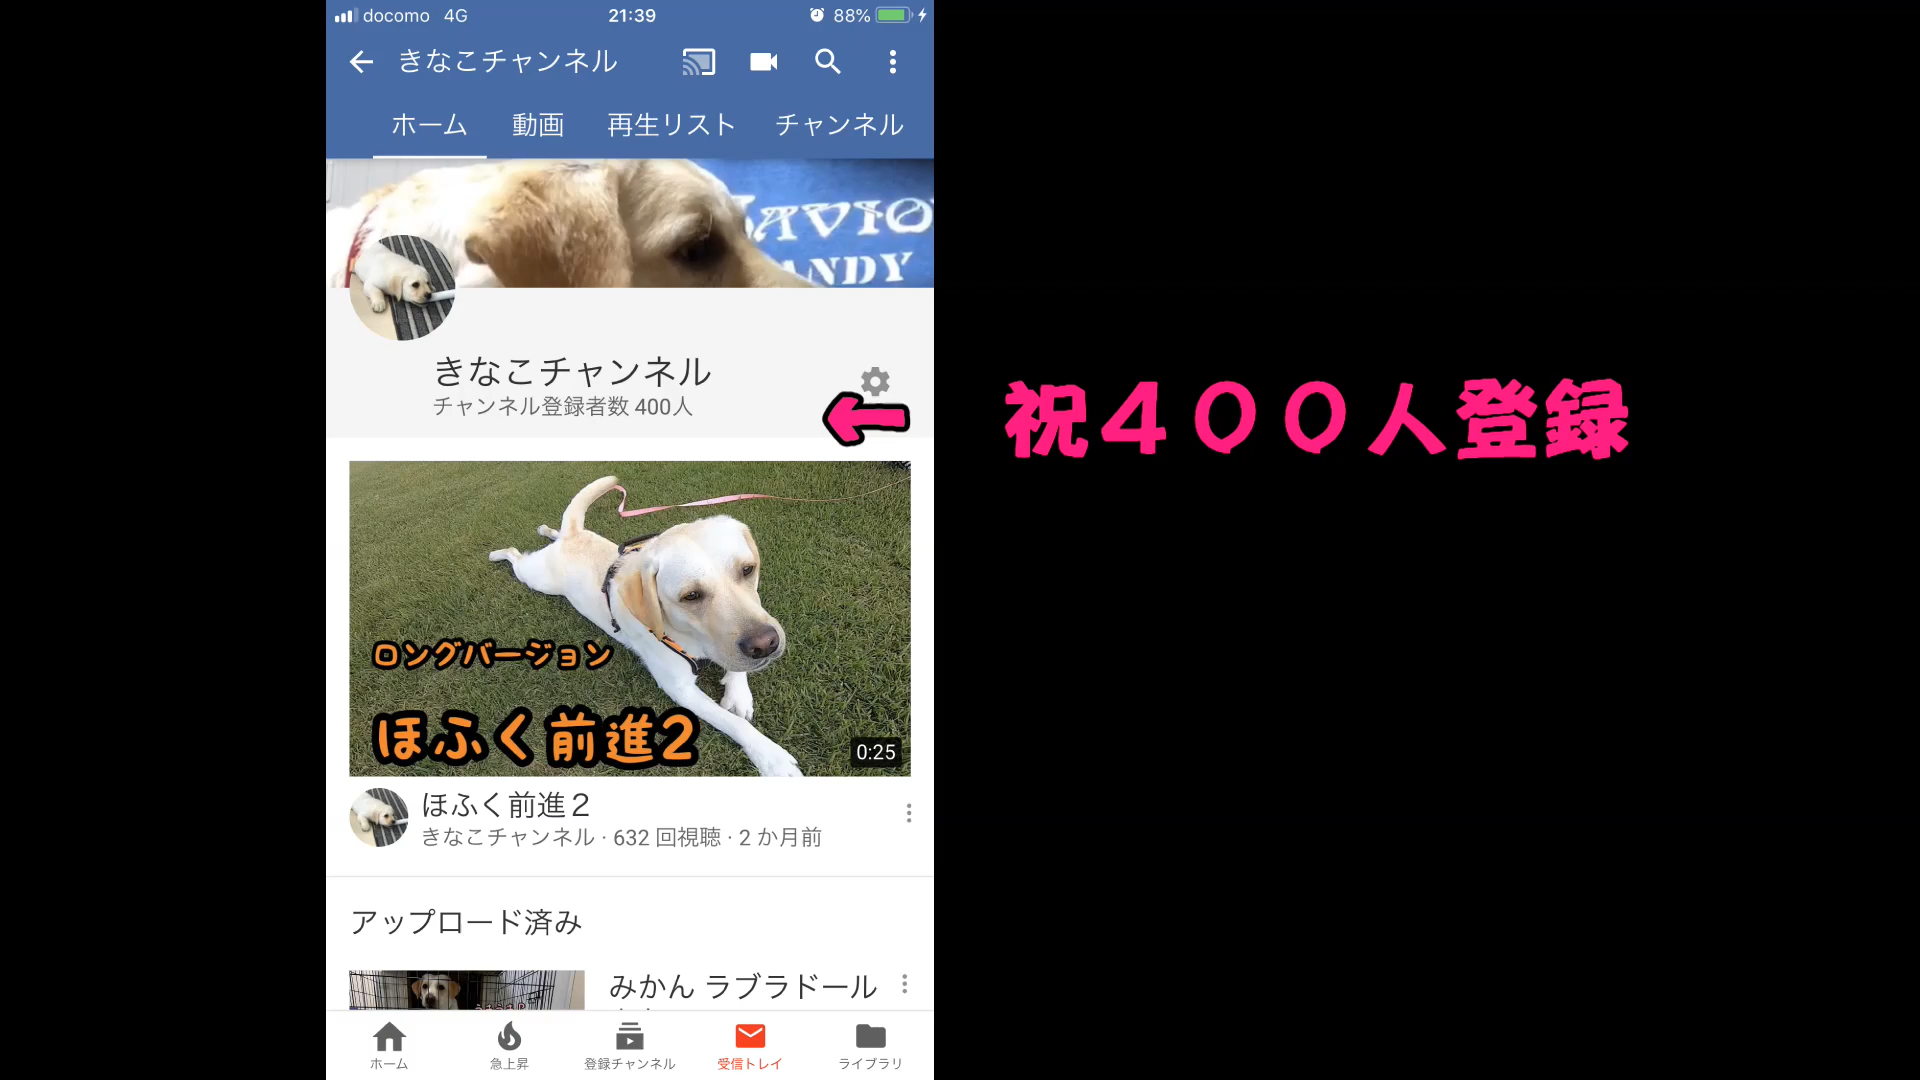 docomo 4G 21:39 88%
きなこチャンネル
ホーム 動画 再生リスト チャンネル
AVIO
ANDY
きなこチャンネル
チャンネル登録者数 400人
祝４００人登録
ロングバージョン
ほふく前進2
0:25
ほふく前進２
きなこチャンネル · 632 回視聴 · 2 か月前
アップロード済み
みかん ラブラドール
ホーム 急上昇 登録チャンネル 受信トレイ ライブラリ